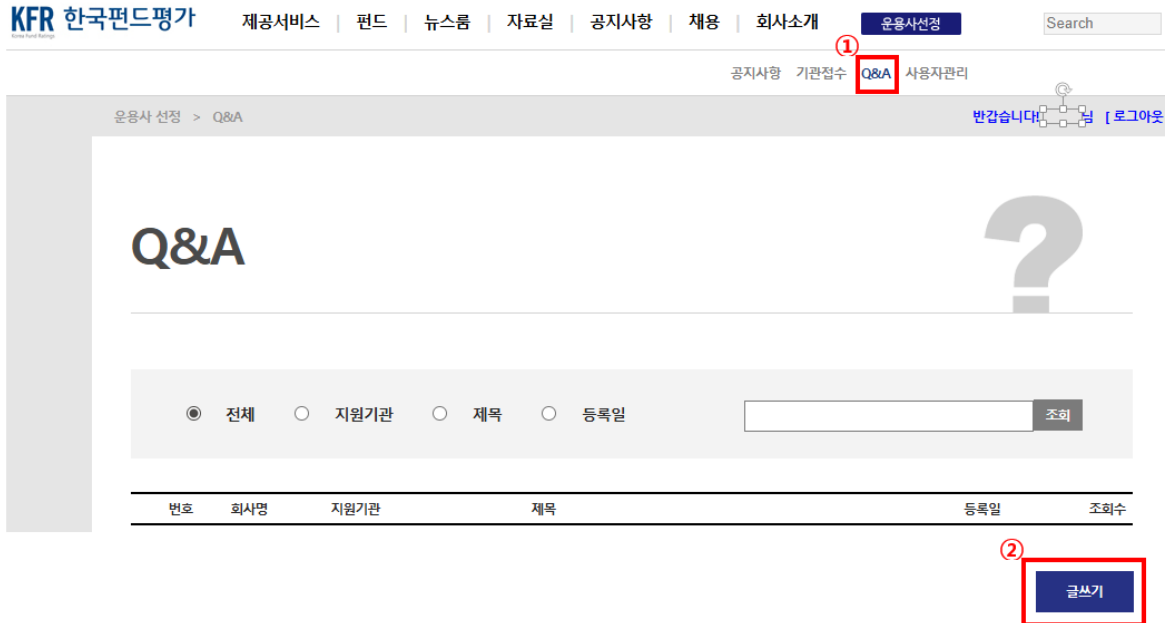 KFR 한국펀드평가 제공서비스 | 펀드 | 뉴스룸 | 자료실 | 공지사항 | 채용 | 회사소개 운용사선정 Search
Korea Fund Ratings
①
공지사항 기관접수 Q&A 사용자관리
운용사 선정 > Q&A 반갑습니다! 님 [ 로그아웃
Q&A
?
전체 지원기관 제목 등록일 조회
번호 회사명 지원기관 제목 등록일 조회수
②
글쓰기